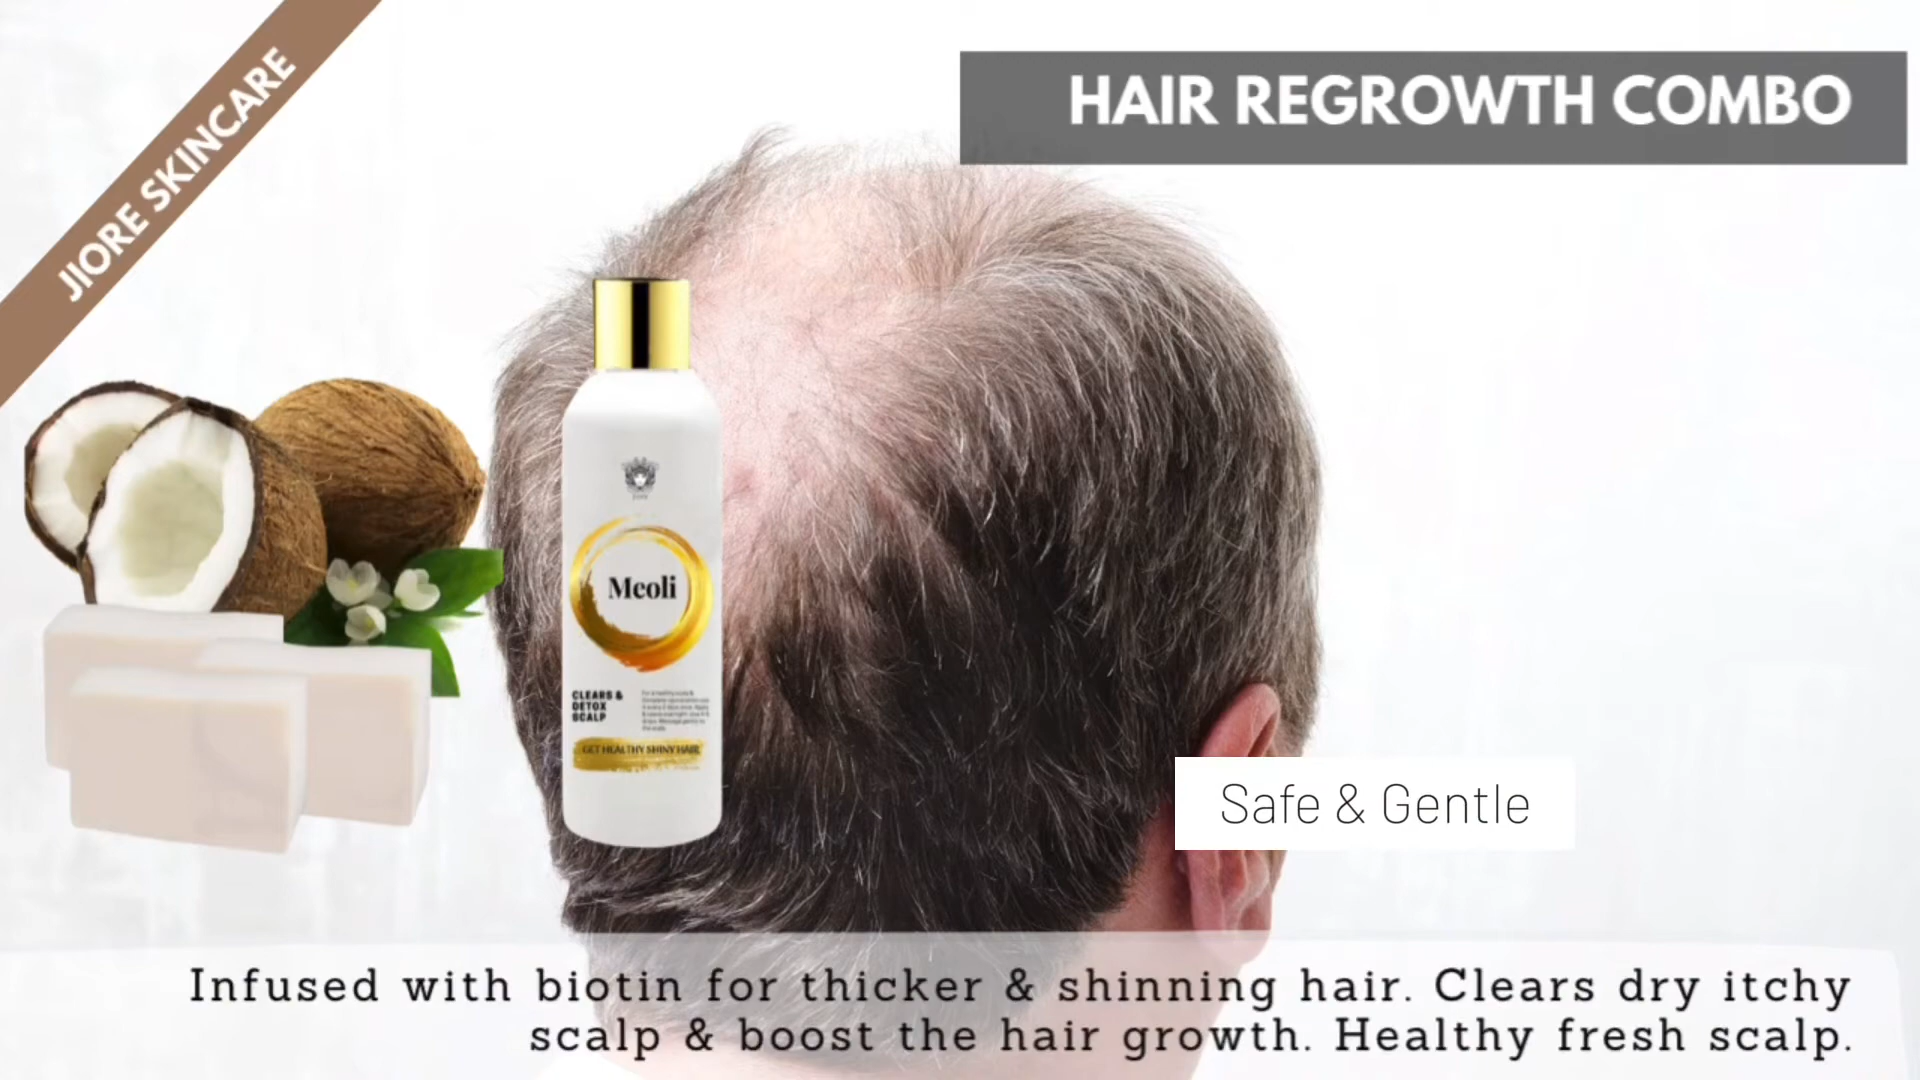 JIORE SKINCARE
HAIR REGROWTH COMBO
Meoli
CLEARS &
DETOX
SCALP
GET HEALTHY SHINY HAIR
Safe & Gentle
Infused with biotin for thicker & shinning hair. Clears dry itchy
scalp & boost the hair growth. Healthy fresh scalp.